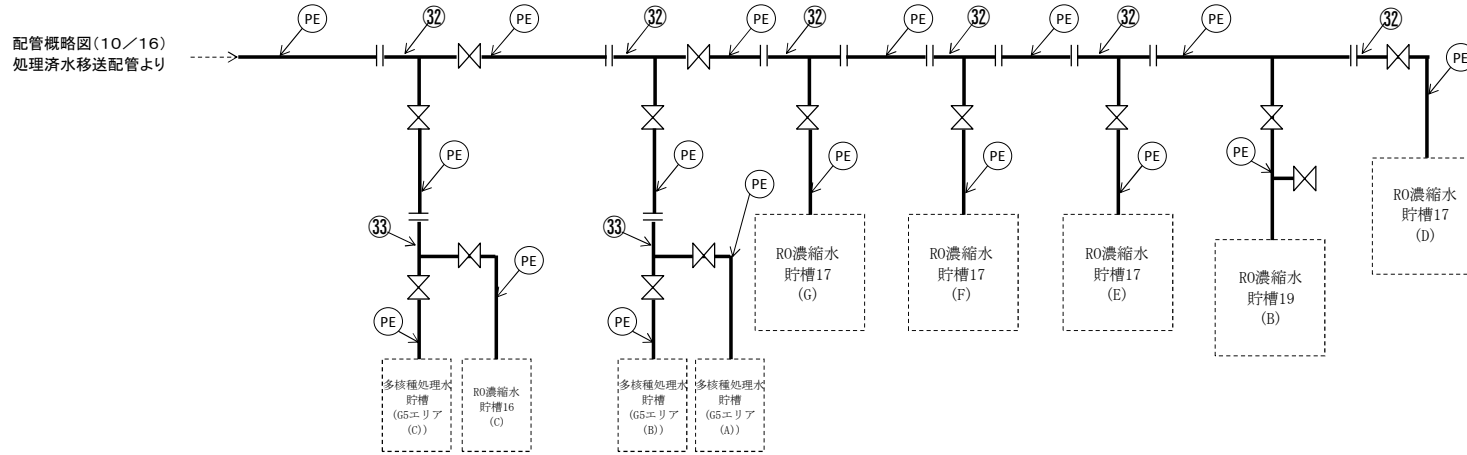 PE
㉜
PE
㉜
PE
㉜
PE
㉜
PE
㉜
PE
㉜
PE
配管概略図(10／16)
処理済水移送配管より
PE
PE
PE
PE
PE
PE
PE
㉝
㉝
PE
PE
PE
RO濃縮水
貯槽17
(G)
RO濃縮水
貯槽17
(F)
RO濃縮水
貯槽17
(E)
RO濃縮水
貯槽19
(B)
RO濃縮水
貯槽17
(D)
多核種処理水
貯槽
(G5エリア
(C))
RO濃縮水
貯槽16
(C)
多核種処理水
貯槽
(G5エリア
(B))
多核種処理水
貯槽
(G5エリア
(A))